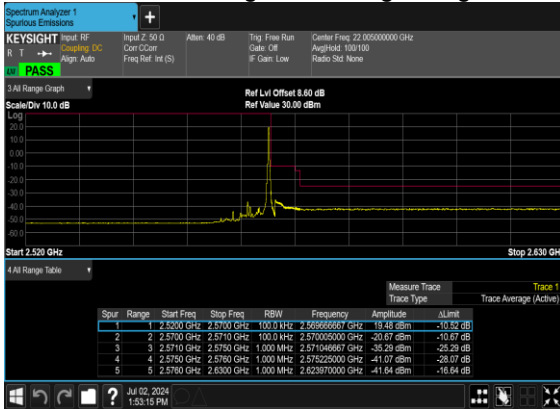 Spectrum Analyzer 1
Spurious Emissions
+
KEYSIGHT
R T
LXI
PASS
Input: RF
Coupling: DC
Align: Auto
Input Z: 50 Ω
Corr CCorr
Freq Ref: Int (S)
Atten: 40 dB
Trig: Free Run
Gate: Off
IF Gain: Low
Center Freq: 22.005000000 GHz
Avg|Hold: 100/100
Radio Std: None
3 All Range Graph
Scale/Div 10.0 dB
Ref Lvl Offset 8.60 dB
Ref Value 30.00 dBm
Log
20.0
10.0
0.00
-10.0
-20.0
-30.0
-40.0
-50.0
-60.0
Start 2.520 GHz
Stop 2.630 GH
4 All Range Table
Measure Trace Trace 1
Trace Type Trace Average (Active)
Spur Range Start Freq Stop Freq RBW Frequency Amplitude ΔLimit
1 1 2.5200 GHz 2.5700 GHz 100.0 kHz 2.569666667 GHz 19.48 dBm -10.52 dB
2 2 2.5700 GHz 2.5710 GHz 100.0 kHz 2.570005000 GHz -20.67 dBm -10.67 dB
3 3 2.5710 GHz 2.5750 GHz 1.000 MHz 2.571046667 GHz -35.29 dBm -25.29 dB
4 4 2.5750 GHz 2.5760 GHz 1.000 MHz 2.575225000 GHz -41.07 dBm -28.07 dB
5 5 2.5760 GHz 2.6300 GHz 1.000 MHz 2.623970000 GHz -41.64 dBm -16.64 dB
?
Jul 02, 2024
1:53:15 PM